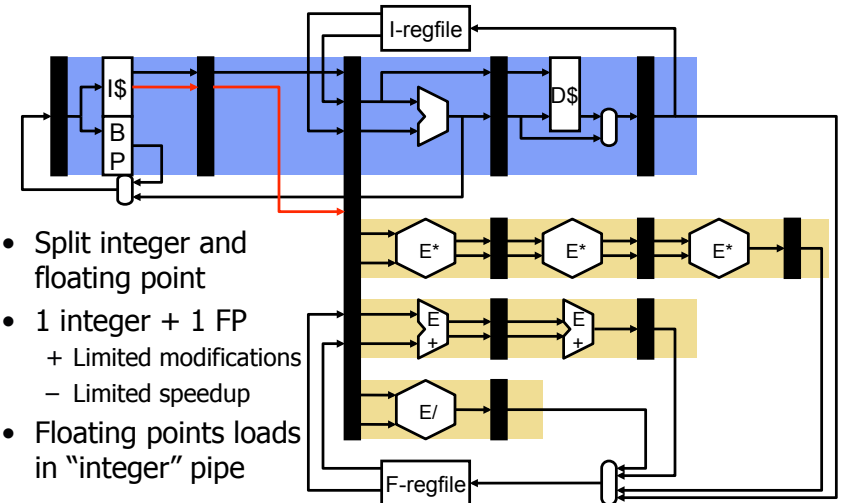 I-regfile
I$
B
P
D$
• Split integer and
floating point
• 1 integer + 1 FP
+ Limited modifications
– Limited speedup
• Floating points loads
in “integer” pipe
E*
E*
E*
E
+
E
+
E/
F-regfile